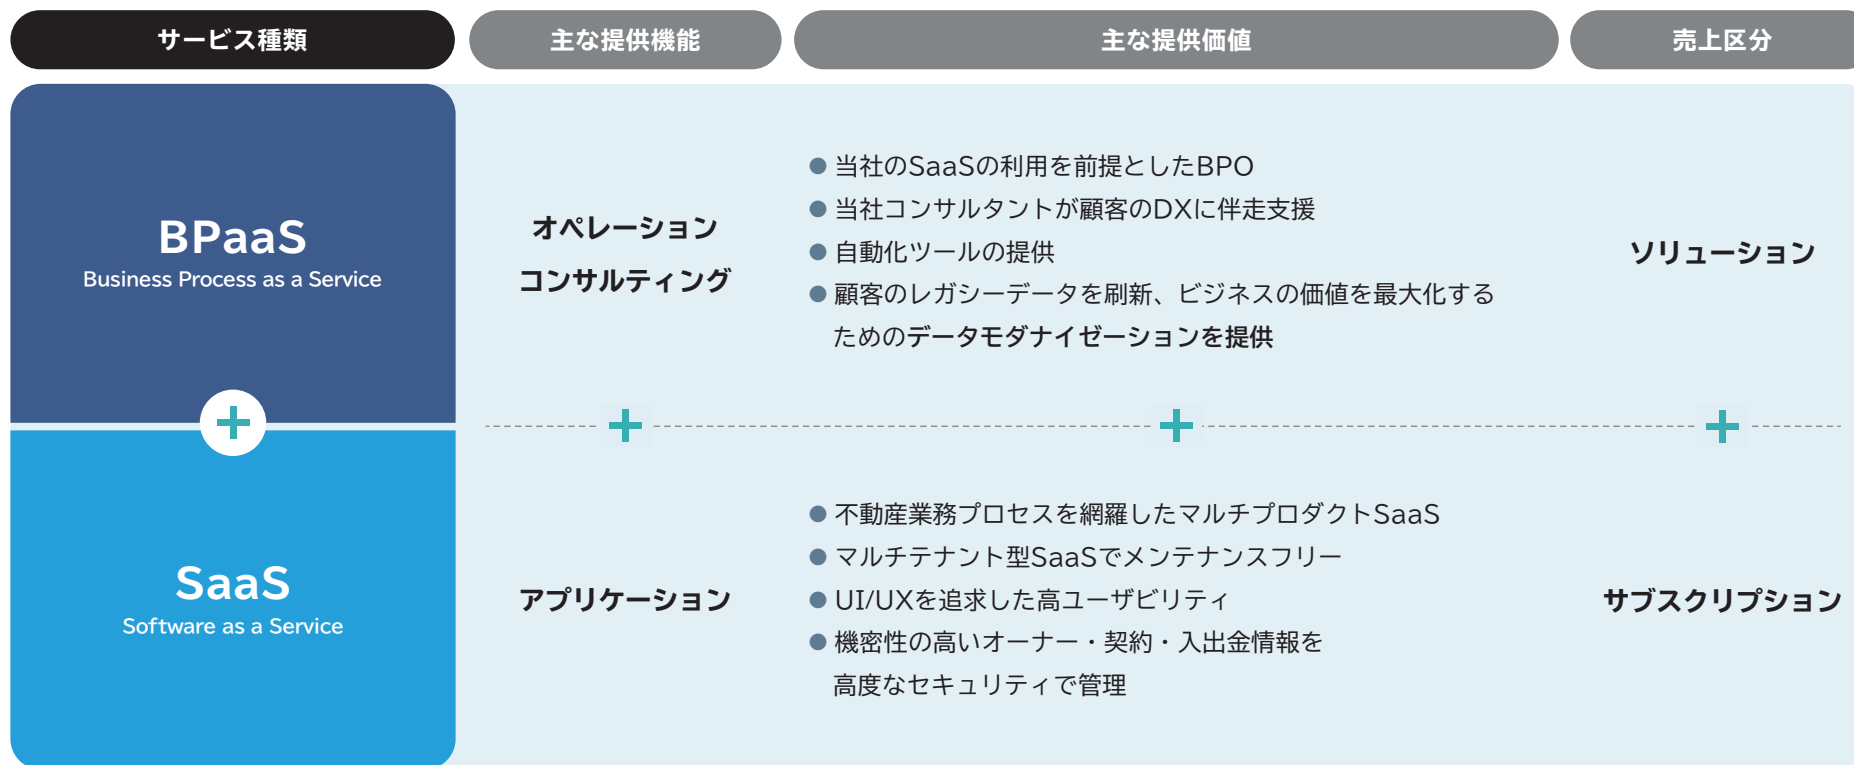 サービス種類
主な提供機能
主な提供価値
売上区分
BPaaS
Business Process as a Service
オペレーション
コンサルティング
● 当社のSaaSの利用を前提としたBPO
● 当社コンサルタントが顧客のDXに伴走支援
● 自動化ツールの提供
● 顧客のレガシーデータを刷新、ビジネスの価値を最大化する
ためのデータモダナイゼーションを提供
ソリューション
SaaS
Software as a Service
アプリケーション
● 不動産業務プロセスを網羅したマルチプロダクトSaaS
● マルチテナント型SaaSでメンテナンスフリー
● UI/UXを追求した高ユーザビリティ
● 機密性の高いオーナー・契約・入出金情報を
高度なセキュリティで管理
サブスクリプション